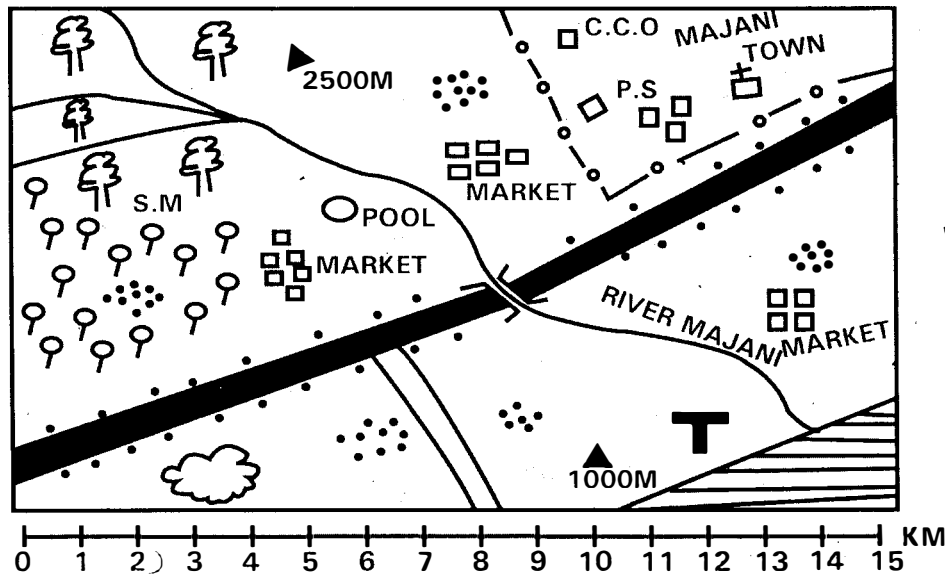 C.C.O
MAJANI
TOWN
2500M
P.S
MARKET
S.M
POOL
MARKET
RIVER MAJANI
MARKET
T
1000M
0 1 2 3 4 5 6 7 8 9 10 11 12 13 14 15 KM